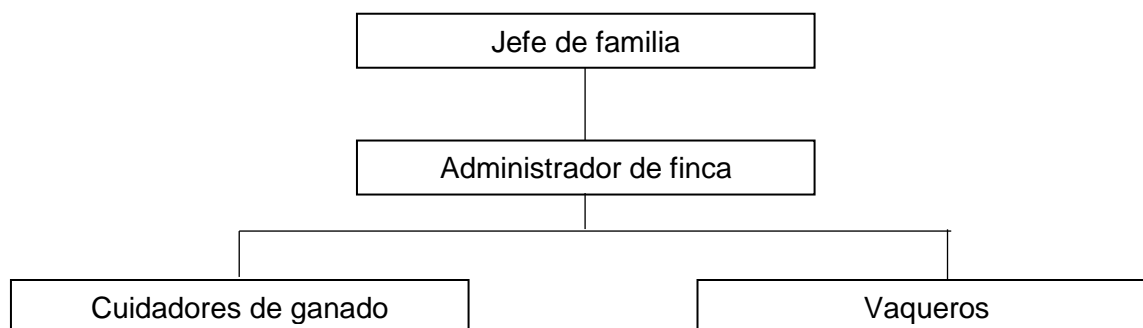 Jefe de familia
Administrador de finca
Cuidadores de ganado
Vaqueros